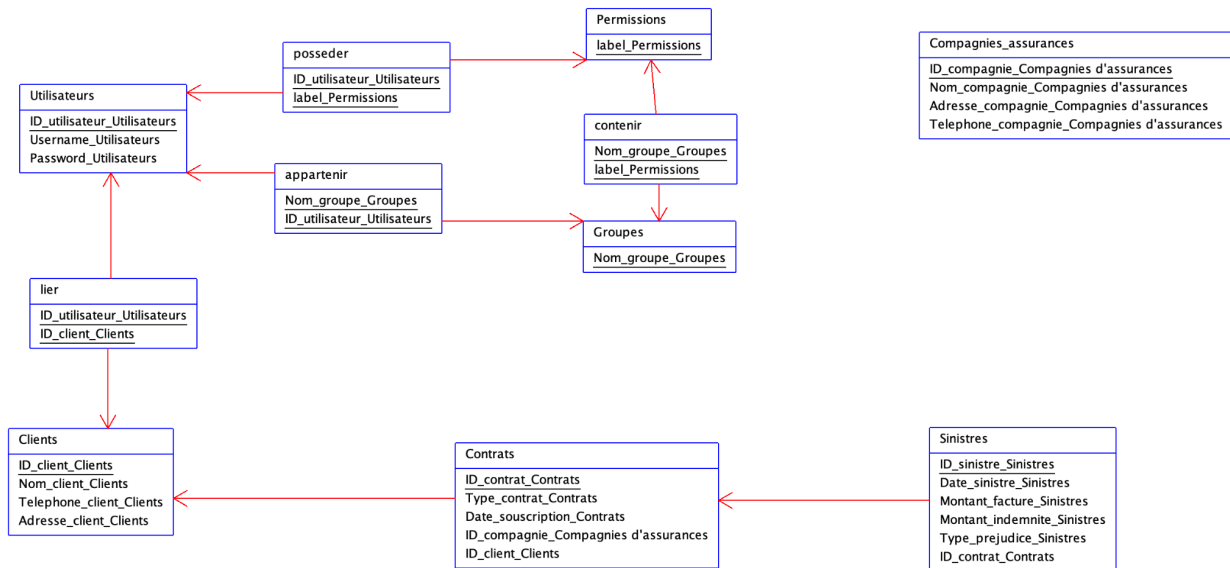 Permissions
label_Permissions
Compagnies_assurances
ID_compagnie_Compagnies d'assurances
Nom_compagnie_Compagnies d'assurances
Adresse_compagnie_Compagnies d'assurances
Telephone_compagnie_Compagnies d'assurances
posseder
ID_utilisateur_Utilisateurs
label_Permissions
Utilisateurs
ID_utilisateur_Utilisateurs
Username_Utilisateurs
Password_Utilisateurs
contenir
Nom_groupe_Groupes
label_Permissions
appartenir
Nom_groupe_Groupes
ID_utilisateur_Utilisateurs
Groupes
Nom_groupe_Groupes
lier
ID_utilisateur_Utilisateurs
ID_client_Clients
Clients
ID_client_Clients
Nom_client_Clients
Telephone_client_Clients
Adresse_client_Clients
Contrats
ID_contrat_Contrats
Type_contrat_Contrats
Date_souscription_Contrats
ID_compagnie_Compagnies d'assurances
ID_client_Clients
Sinistres
ID_sinistre_Sinistres
Date_sinistre_Sinistres
Montant_facture_Sinistres
Montant_indemnite_Sinistres
Type_prejudice_Sinistres
ID_contrat_Contrats